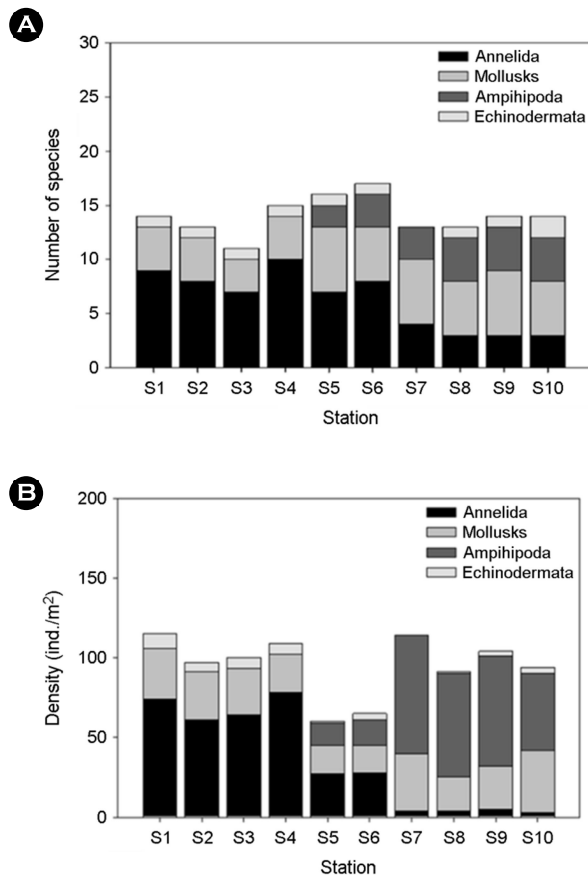 A
30
25
20
15
10
5
0
Number of species
Annelida
Mollusks
Ampihipoda
Echinodermata
S1 S2 S3 S4 S5 S6 S7 S8 S9 S10
Station
B
200
150
100
50
0
Density (ind./m²)
Annelida
Mollusks
Ampihipoda
Echinodermata
S1 S2 S3 S4 S5 S6 S7 S8 S9 S10
Station